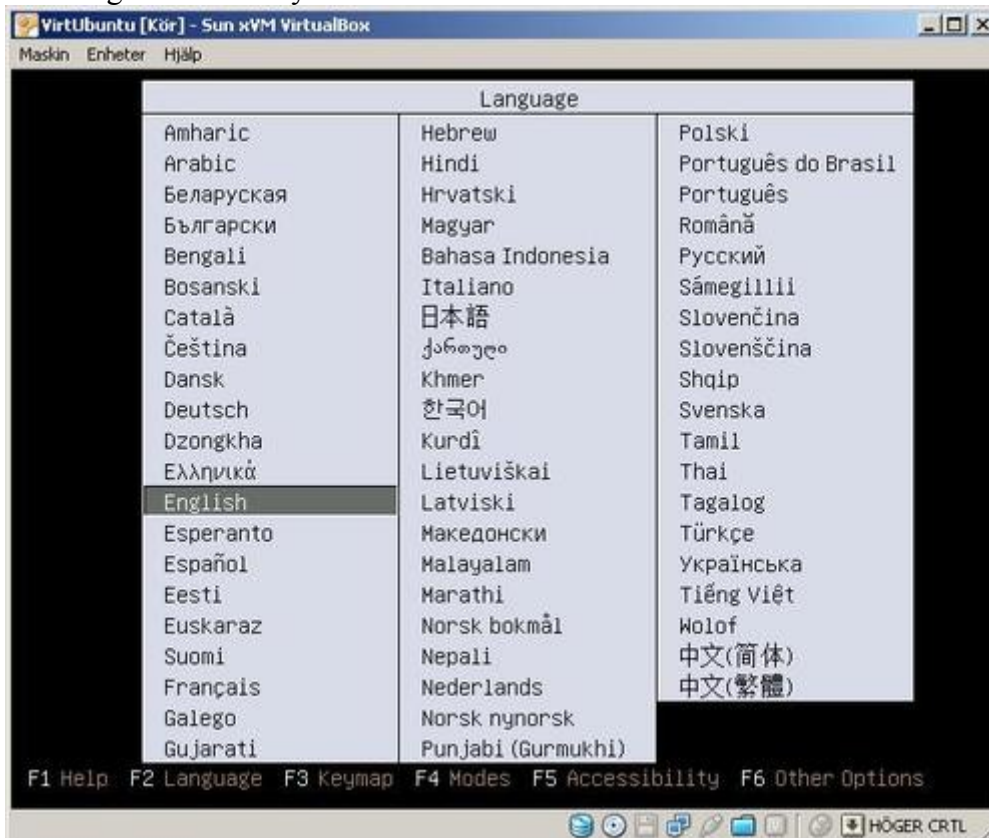 VirtUbuntu [Kör] - Sun xVM VirtualBox
Maskin Enheter Hjälp
Language
Amharic
Arabic
Беларуская
Български
Bengali
Bosanski
Català
Čeština
Dansk
Deutsch
Dzongkha
Ελληνικά
English
Esperanto
Español
Eesti
Euskaraz
Suomi
Français
Galego
Gujarati
Hebrew
Hindi
Hrvatski
Magyar
Bahasa Indonesia
Italiano
日本語
ქართული
Khmer
한국어
Kurdî
Lietuviškai
Latviski
Македонски
Malayalam
Marathi
Norsk bokmål
Nepali
Nederlands
Norsk nynorsk
Punjabi (Gurmukhi)
Polski
Português do Brasil
Português
Română
Русский
Sámegillii
Slovenčina
Slovenščina
Shqip
Svenska
Tamil
Thai
Tagalog
Türkçe
Українська
Tiếng Việt
Wolof
中文(简体)
中文(繁體)
F1 Help F2 Language F3 Keymap F4 Modes F5 Accessibility F6 Other Options
HÖGER CRTL